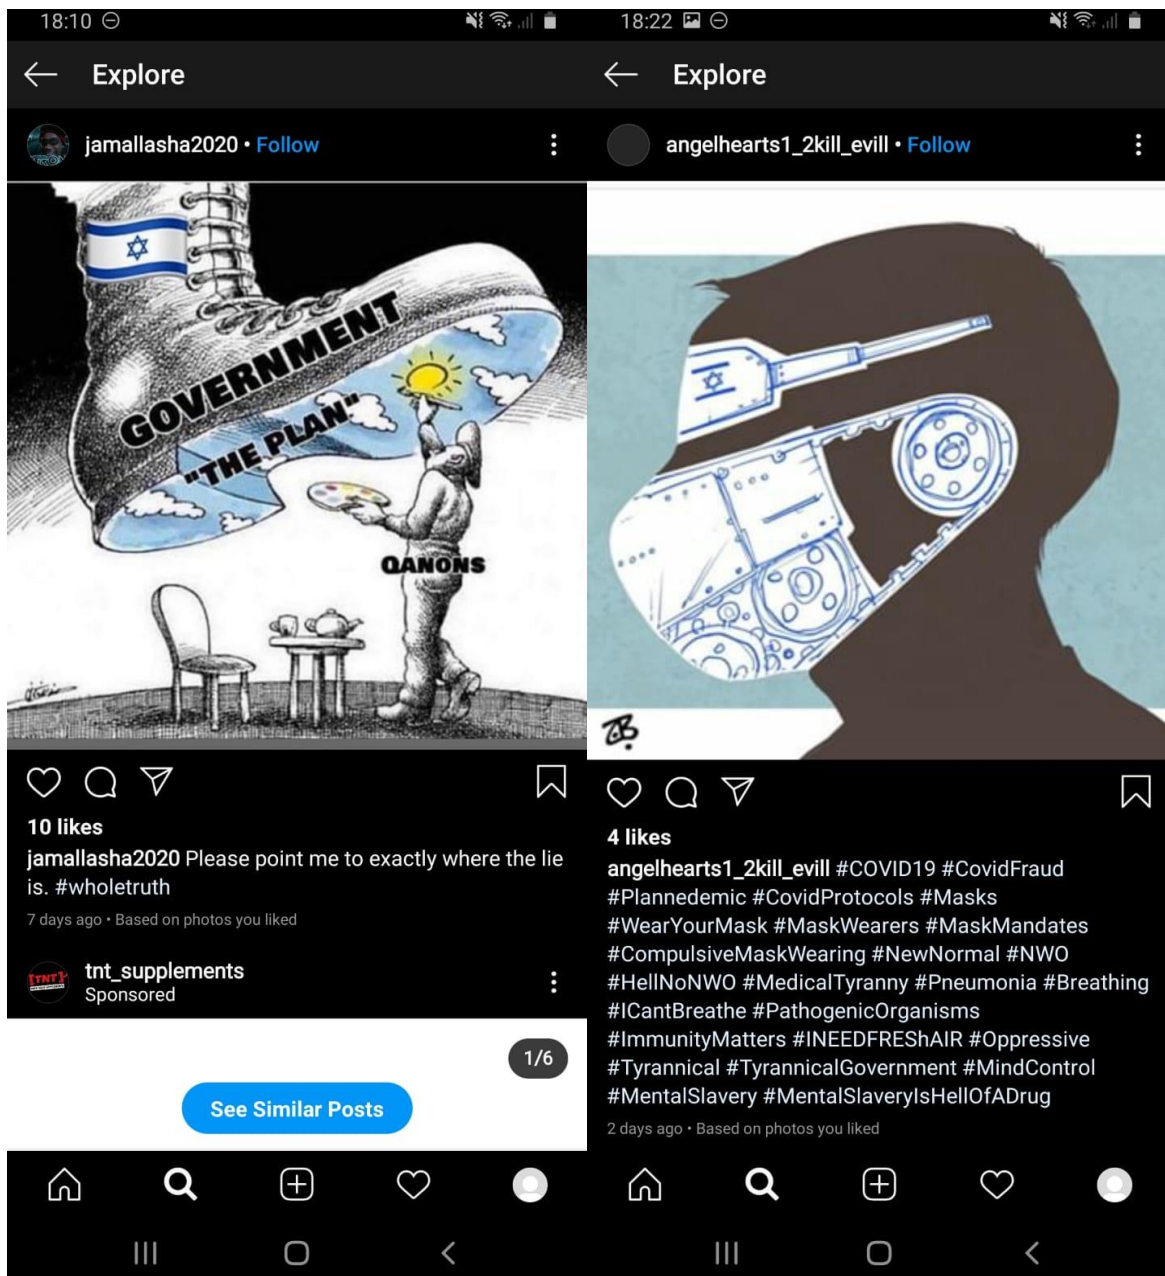 18:10
Explore
jamallasha2020 • Follow
GOVERNMENT
"THE PLAN"
QANONS
10 likes
jamallasha2020 Please point me to exactly where the lie
is. #wholetruth
7 days ago • Based on photos you liked
TNT
tnt_supplements
Sponsored
1/6
See Similar Posts
18:22
Explore
angelhearts1_2kill_evill • Follow
4 likes
angelhearts1_2kill_evill #COVID19 #CovidFraud
#Plannedemic #CovidProtocols #Masks
#WearYourMask #MaskWearers #MaskMandates
#CompulsiveMaskWearing #NewNormal #NWO
#HellNoNWO #MedicalTyranny #Pneumonia #Breathing
#ICantBreathe #PathogenicOrganisms
#ImmunityMatters #INEEDFREShAIR #Oppressive
#Tyrannical #TyrannicalGovernment #MindControl
#MentalSlavery #MentalSlaveryIsHellOfADrug
2 days ago • Based on photos you liked